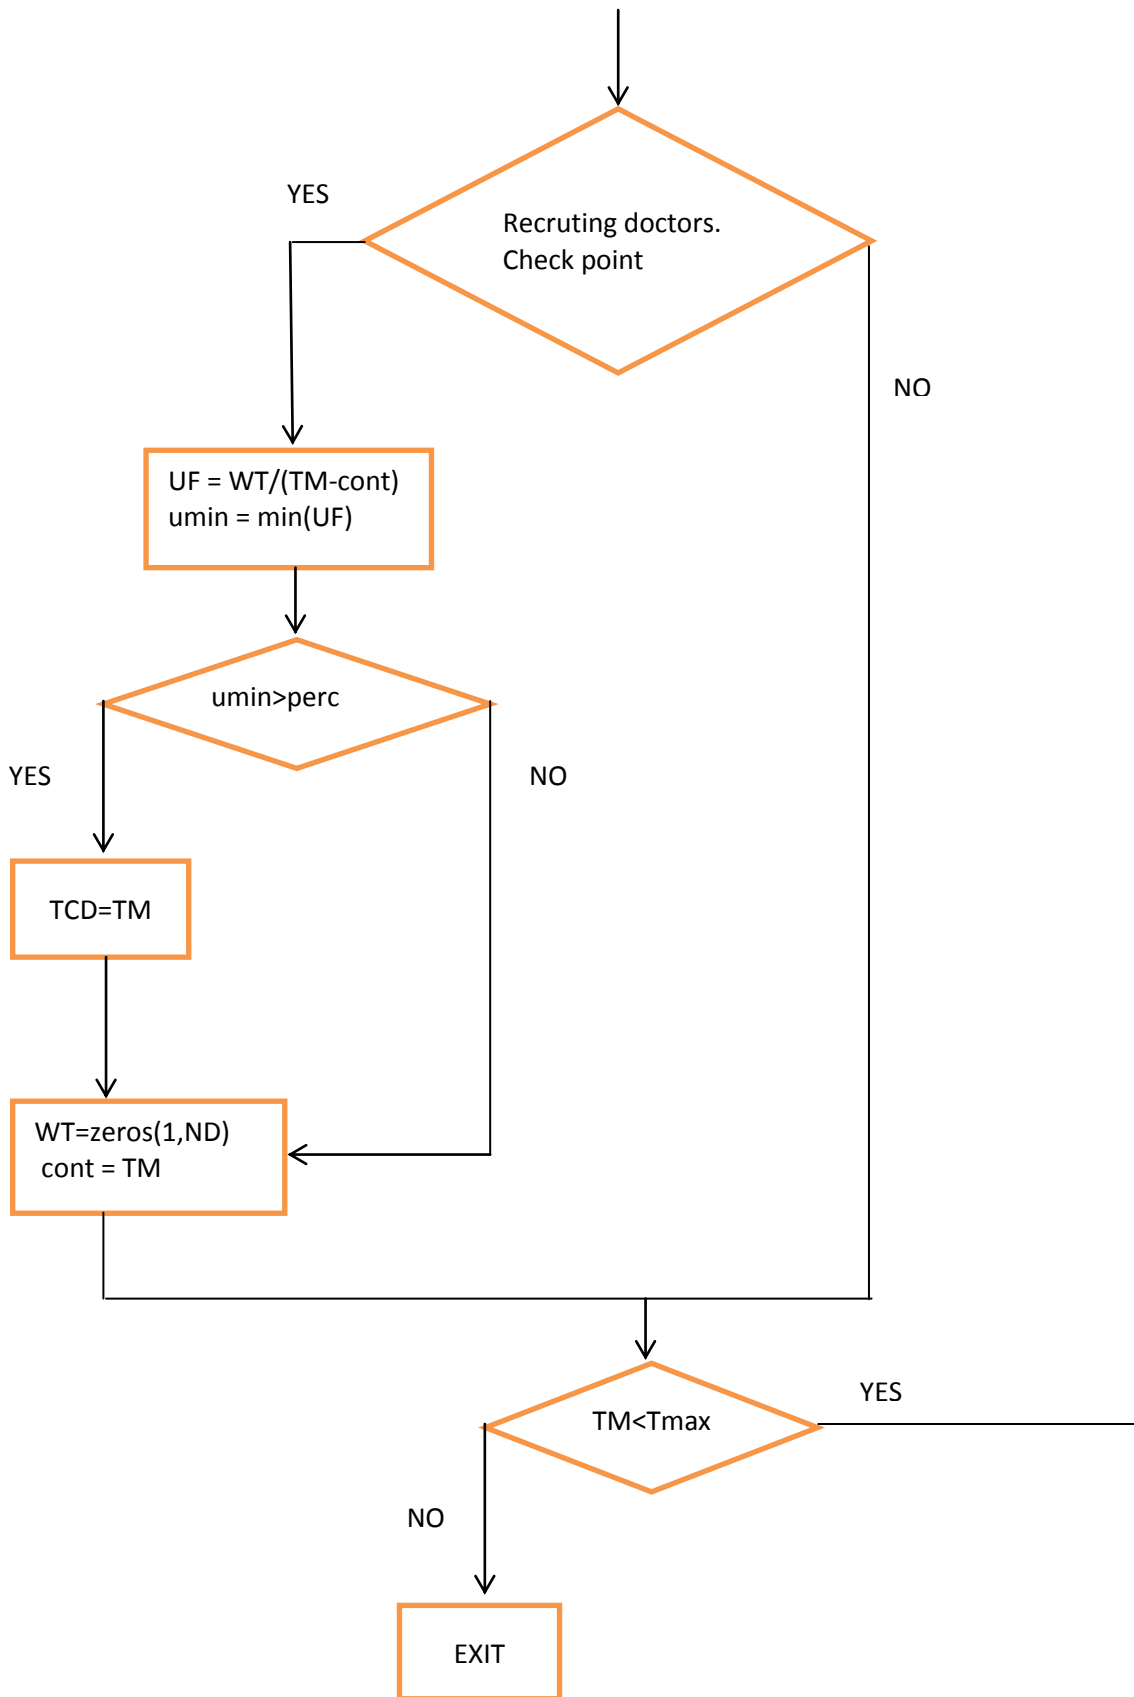 YES
Recruting doctors.
Check point
NO
UF = WT/(TM-cont)
umin = min(UF)
umin>perc
YES
NO
TCD=TM
WT=zeros(1,ND)
cont = TM
TM<Tmax
YES
NO
EXIT